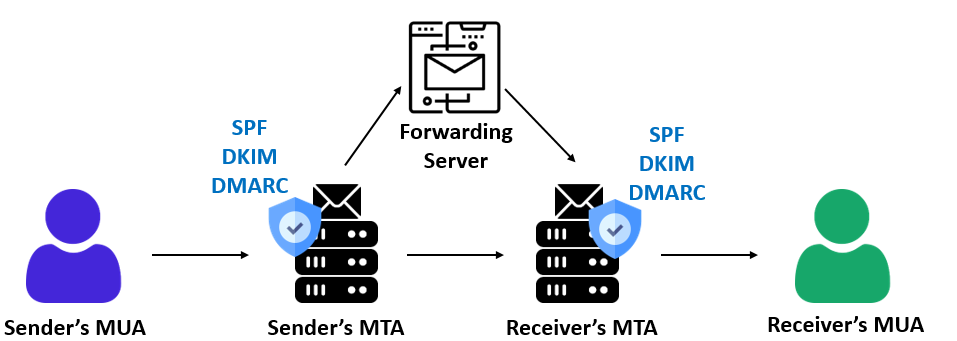 Forwarding
Server
SPF
DKIM
DMARC
SPF
DKIM
DMARC
Sender's MUA
Sender's MTA
Receiver's MTA
Receiver's MUA